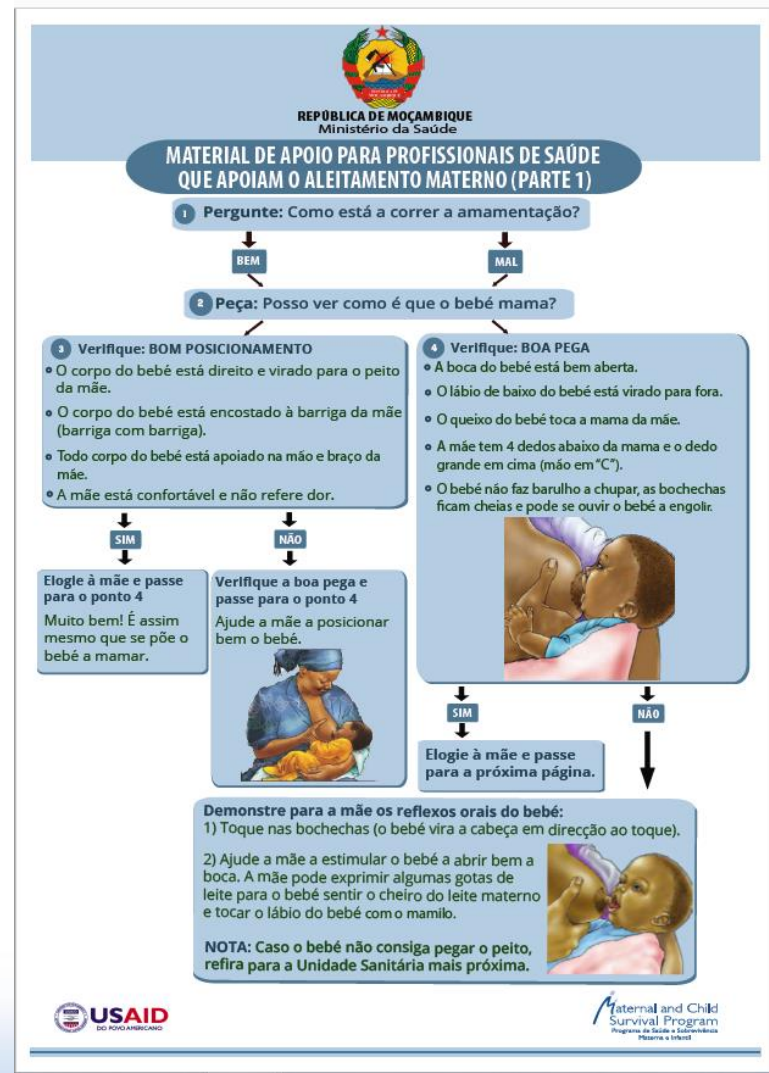 REPÚBLICA DE MOÇAMBIQUE
Ministério da Saúde
MATERIAL DE APOIO PARA PROFISSIONAIS DE SAÚDE
QUE APOIAM O ALEITAMENTO MATERNO (PARTE 1)
1 Pergunte: Como está a correr a amamentação?
BEM
MAL
2 Peça: Posso ver como é que o bebé mama?
3 Verifique: BOM POSICIONAMENTO
• O corpo do bebé está direito e virado para o peito
da mãe.
• O corpo do bebé está encostado à barriga da mãe
(barriga com barriga).
• Todo corpo do bebé está apoiado na mão e braço da
mãe.
• A mãe está confortável e não refere dor.
SIM
NÃO
Elogie à mãe e passe
para o ponto 4
Muito bem! É assim
mesmo que se põe o
bebé a mamar.
Verifique a boa pega e
passe para o ponto 4
Ajude a mãe a posicionar
bem o bebé.
4 Verifique: BOA PEGA
• A boca do bebé está bem aberta.
• O lábio de baixo do bebé está virado para fora.
• O queixo do bebé toca a mama da mãe.
• A mãe tem 4 dedos abaixo da mama e o dedo
grande em cima (mão em “C”).
• O bebé não faz barulho a chupar, as bochechas
ficam cheias e pode se ouvir o bebé a engolir.
SIM
NÃO
Elogie à mãe e passe
para a próxima página.
Demonstre para a mãe os reflexos orais do bebé:
1) Toque nas bochechas (o bebé vira a cabeça em direcção ao toque).
2) Ajude a mãe a estimular o bebé a abrir bem a
boca. A mãe pode exprimir algumas gotas de
leite para o bebé sentir o cheiro do leite materno
e tocar o lábio do bebé com o mamilo.
NOTA: Caso o bebé não consiga pegar o peito,
refira para a Unidade Sanitária mais próxima.
USAID
DO POVO AMERICANO
Maternal and Child
Survival Program
Programa de Saúde e Sobrevivência
Materna e Infantil